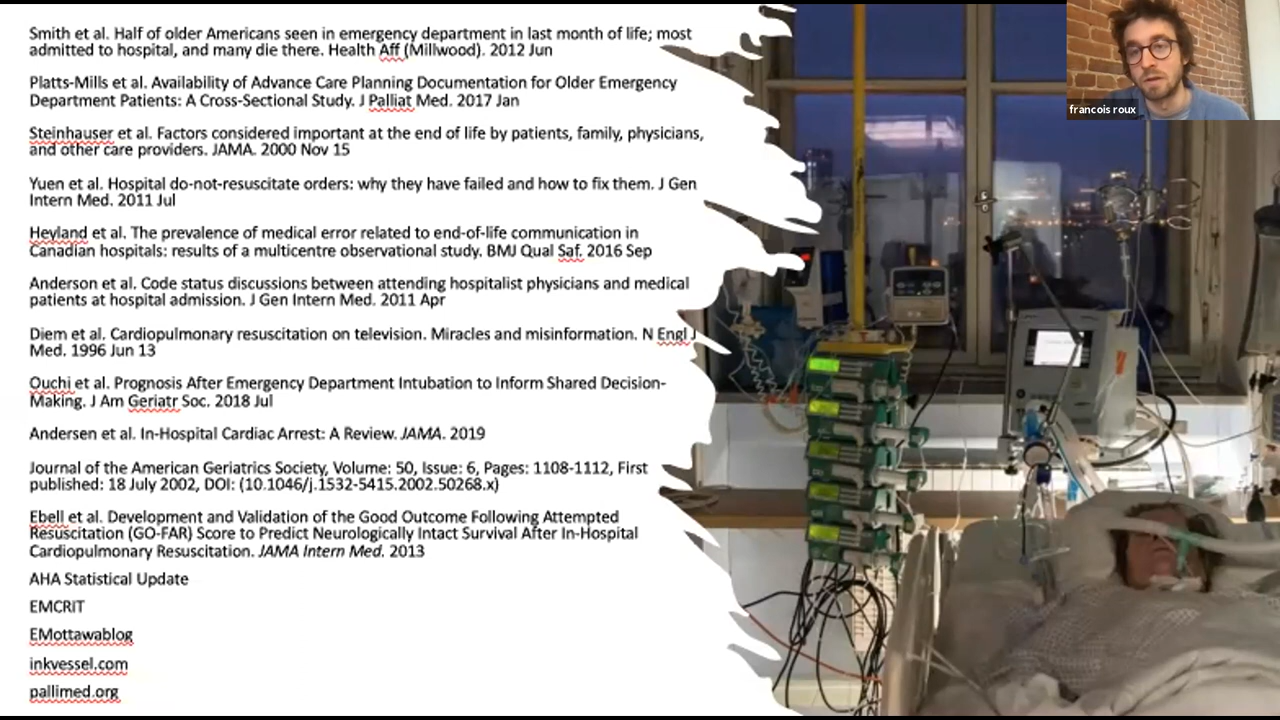 Smith et al. Half of older Americans seen in emergency department in last month of life; most
admitted to hospital, and many die there. Health Aff (Millwood). 2012 Jun
Platts-Mills et al. Availability of Advance Care Planning Documentation for Older Emergency
Department Patients: A Cross-Sectional Study. J Palliat Med. 2017 Jan
Steinhauser et al. Factors considered important at the end of life by patients, family, physicians,
and other care providers. JAMA. 2000 Nov 15
Yuen et al. Hospital do-not-resuscitate orders: why they have failed and how to fix them. J Gen
Intern Med. 2011 Jul
Heyland et al. The prevalence of medical error related to end-of-life communication in
Canadian hospitals: results of a multicentre observational study. BMJ Qual Saf. 2016 Sep
Anderson et al. Code status discussions between attending hospitalist physicians and medical
patients at hospital admission. J Gen Intern Med. 2011 Apr
Diem et al. Cardiopulmonary resuscitation on television. Miracles and misinformation. N Engl J
Med. 1996 Jun 13
Ouchi et al. Prognosis After Emergency Department Intubation to Inform Shared Decision-
Making. J Am Geriatr Soc. 2018 Jul
Andersen et al. In-Hospital Cardiac Arrest: A Review. JAMA. 2019
Journal of the American Geriatrics Society, Volume: 50, Issue: 6, Pages: 1108-1112, First
published: 18 July 2002, DOI: (10.1046/j.1532-5415.2002.50268.x)
Ebell et al. Development and Validation of the Good Outcome Following Attempted
Resuscitation (GO-FAR) Score to Predict Neurologically Intact Survival After In-Hospital
Cardiopulmonary Resuscitation. JAMA Intern Med. 2013
AHA Statistical Update
EMCRIT
EMottawablog
inkvessel.com
pallimed.org
francois roux